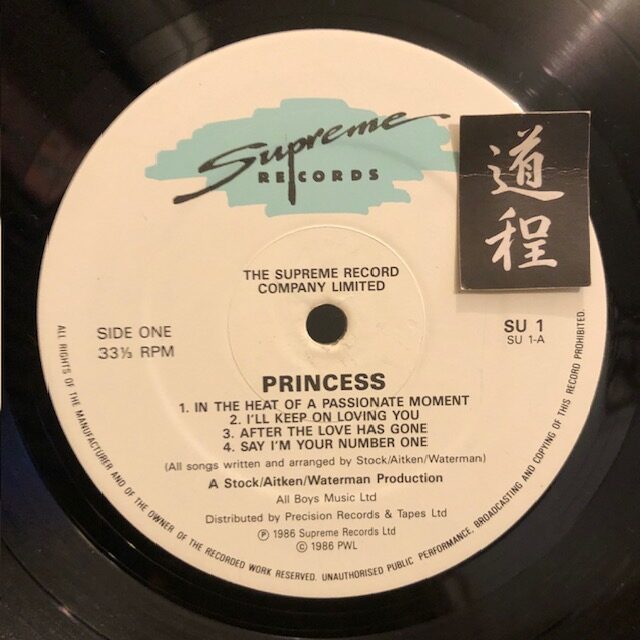 Supreme
RECORDS
道程
THE SUPREME RECORD
COMPANY LIMITED
SIDE ONE
33⅓ RPM
SU 1
SU 1-A
PRINCESS
1. IN THE HEAT OF A PASSIONATE MOMENT
2. I'LL KEEP ON LOVING YOU
3. AFTER THE LOVE HAS GONE
4. SAY I'M YOUR NUMBER ONE
(All songs written and arranged by Stock/Aitken/Waterman)
A Stock/Aitken/Waterman Production
All Boys Music Ltd
Distributed by Precision Records & Tapes Ltd
Ⓟ 1986 Supreme Records Ltd
© 1986 PWL
ALL RIGHTS OF THE MANUFACTURER AND OF THE OWNER OF THE RECORDED WORK RESERVED. UNAUTHORISED PUBLIC PERFORMANCE, BROADCASTING AND COPYING OF THIS RECORD PROHIBITED.